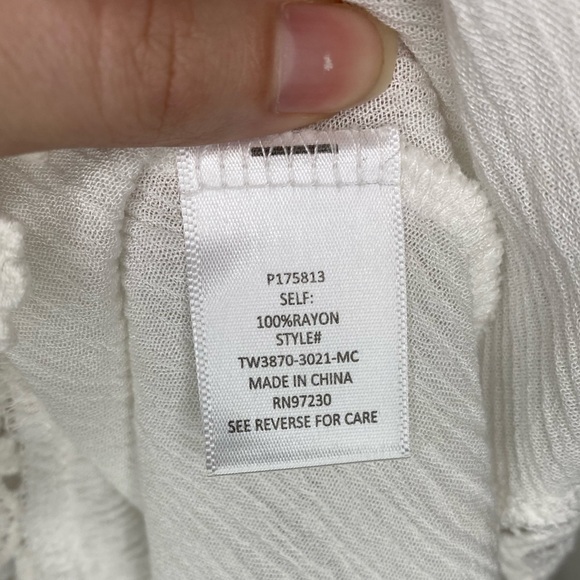 P175813
SELF:
100%RAYON
STYLE#
TW3870-3021-MC
MADE IN CHINA
RN97230
SEE REVERSE FOR CARE